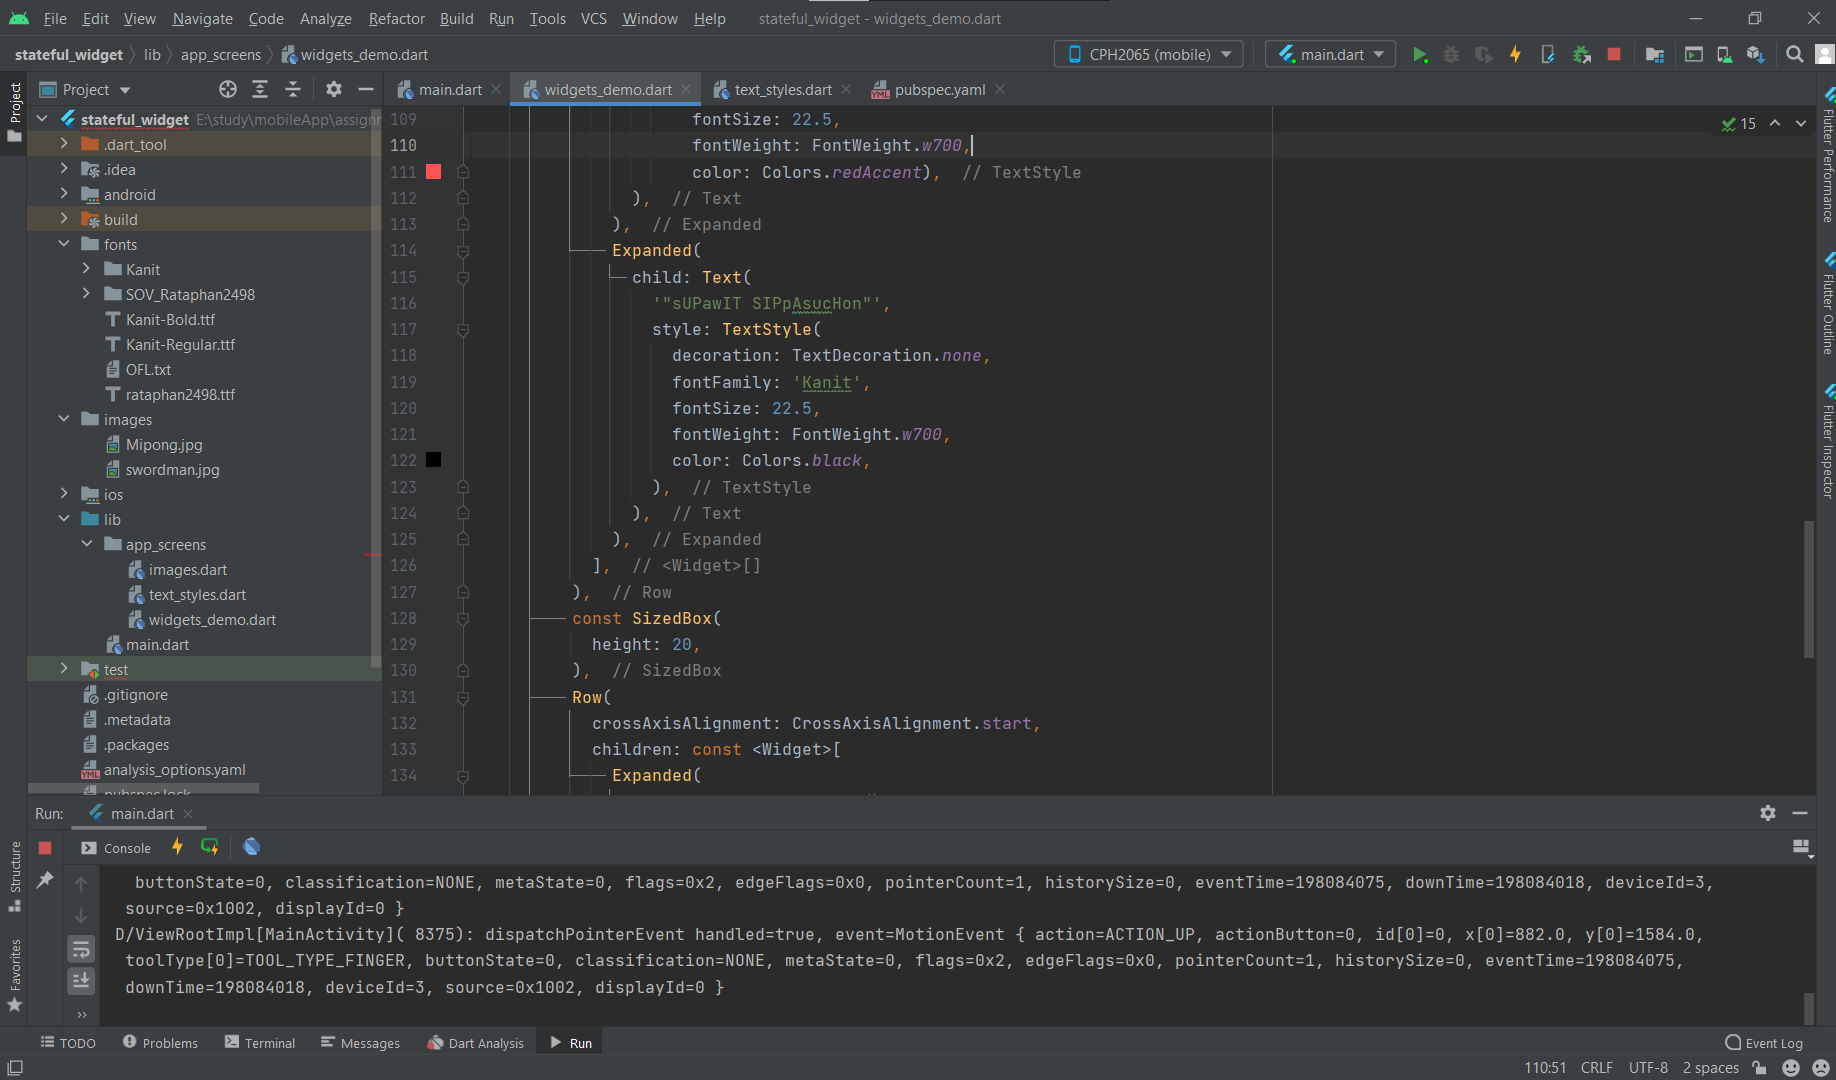 File Edit View Navigate Code Analyze Refactor Build Run Tools VCS Window Help stateful_widget - widgets_demo.dart
stateful_widget lib app_screens widgets_demo.dart CPH2065 (mobile) main.dart
Project
Project
main.dart widgets_demo.dart text_styles.dart pubspec.yaml
stateful_widget E:\study\mobileApp\assignm
.dart_tool
.idea
android
build
fonts
Kanit
SOV_Rataphan2498
Kanit-Bold.ttf
Kanit-Regular.ttf
OFL.txt
rataphan2498.ttf
images
Mipong.jpg
swordman.jpg
ios
lib
app_screens
images.dart
text_styles.dart
widgets_demo.dart
main.dart
test
.gitignore
.metadata
.packages
analysis_options.yaml
YML pubspec.lock
15
109 fontSize: 22.5,
110 fontWeight: FontWeight.w700,
111 color: Colors.redAccent), // TextStyle
112 ), // Text
113 ), // Expanded
114 Expanded(
115 child: Text(
116 '"sUPawIT SIPpAsucHon"',
117 style: TextStyle(
118 decoration: TextDecoration.none,
119 fontFamily: 'Kanit',
120 fontSize: 22.5,
121 fontWeight: FontWeight.w700,
122 color: Colors.black,
123 ), // TextStyle
124 ), // Text
125 ), // Expanded
126 ], // <Widget>[]
127 ), // Row
128 const SizedBox(
129 height: 20,
130 ), // SizedBox
131 Row(
132 crossAxisAlignment: CrossAxisAlignment.start,
133 children: const <Widget>[
134 Expanded(
Flutter Performance
Flutter Outline
Flutter Inspector
Run: main.dart
Structure
Favorites
Console
buttonState=0, classification=NONE, metaState=0, flags=0x2, edgeFlags=0x0, pointerCount=1, historySize=0, eventTime=198084075, downTime=198084018, deviceId=3,
source=0x1002, displayId=0 }
D/ViewRootImpl[MainActivity]( 8375): dispatchPointerEvent handled=true, event=MotionEvent { action=ACTION_UP, actionButton=0, id[0]=0, x[0]=882.0, y[0]=1584.0,
toolType[0]=TOOL_TYPE_FINGER, buttonState=0, classification=NONE, metaState=0, flags=0x2, edgeFlags=0x0, pointerCount=1, historySize=0, eventTime=198084075,
downTime=198084018, deviceId=3, source=0x1002, displayId=0 }
TODO Problems Terminal Messages Dart Analysis Run Event Log
110:51 CRLF UTF-8 2 spaces